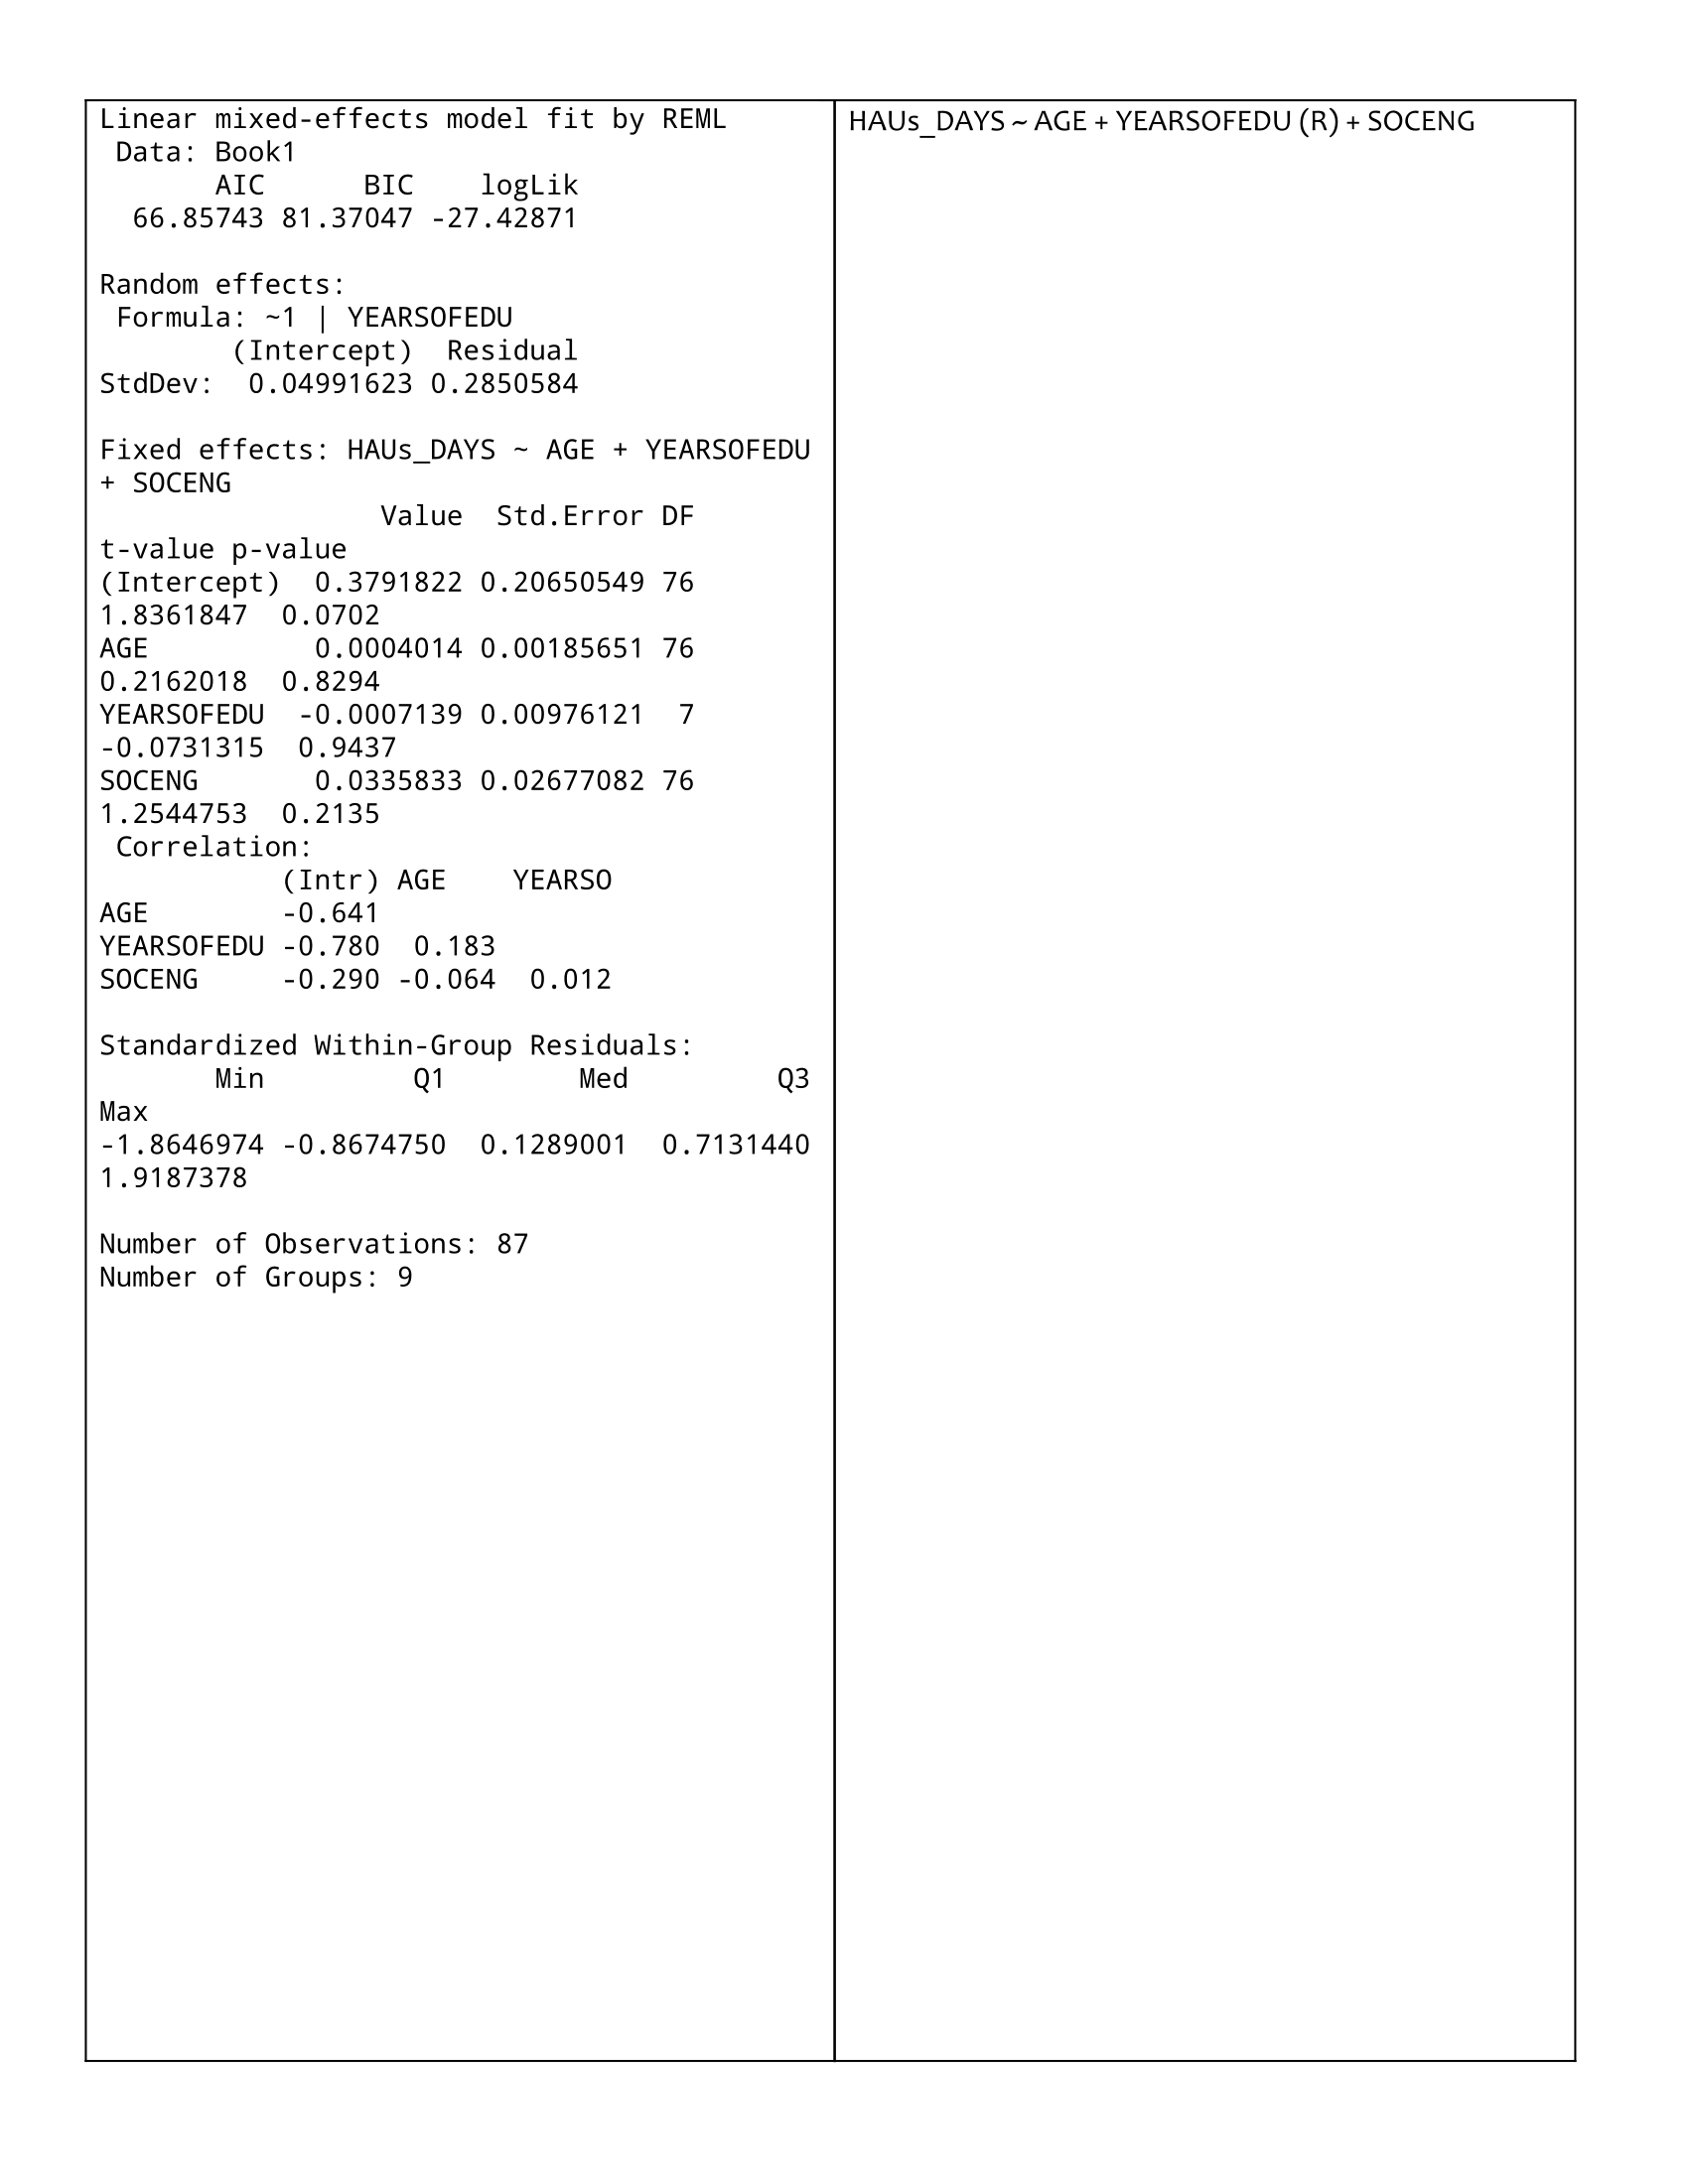 Linear mixed-effects model fit by REML
 Data: Book1
       AIC      BIC    logLik
  66.85743 81.37047 -27.42871

Random effects:
 Formula: ~1 | YEARSOFEDU
        (Intercept)  Residual
StdDev:  0.04991623 0.2850584

Fixed effects: HAUs_DAYS ~ AGE + YEARSOFEDU
+ SOCENG
                 Value  Std.Error DF
t-value p-value
(Intercept)  0.3791822 0.20650549 76
1.8361847  0.0702
AGE          0.0004014 0.00185651 76
0.2162018  0.8294
YEARSOFEDU  -0.0007139 0.00976121  7
-0.0731315  0.9437
SOCENG       0.0335833 0.02677082 76
1.2544753  0.2135
 Correlation:
           (Intr) AGE    YEARSO
AGE        -0.641
YEARSOFEDU -0.780  0.183
SOCENG     -0.290 -0.064  0.012

Standardized Within-Group Residuals:
       Min         Q1        Med         Q3
Max
-1.8646974 -0.8674750  0.1289001  0.7131440
1.9187378

Number of Observations: 87
Number of Groups: 9
HAUs_DAYS ~ AGE + YEARSOFEDU (R) + SOCENG